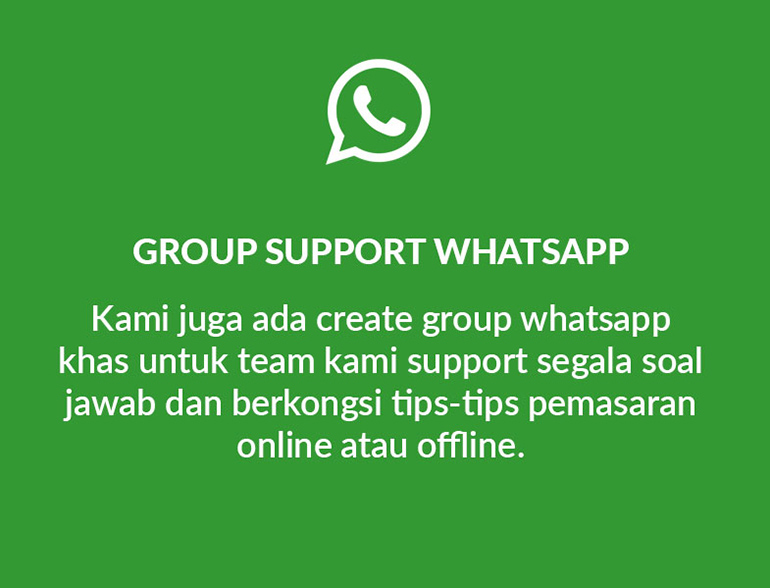 GROUP SUPPORT WHATSAPP
Kami juga ada create group whatsapp
khas untuk team kami support segala soal
jawab dan berkongsi tips-tips pemasaran
online atau offline.